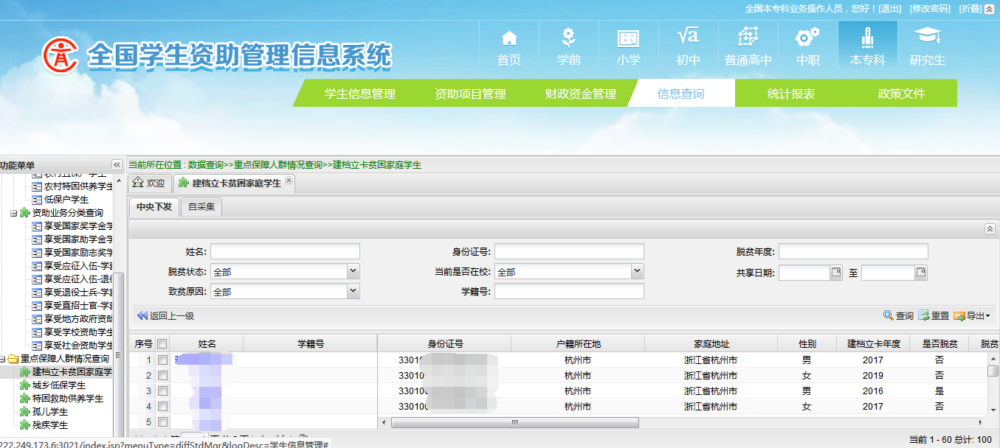 全国本专科业务操作人员，您好！[退出] [修改密码] [折叠]
全国学生资助管理信息系统
首页 学前 小学 初中 普通高中 中职 本专科 研究生
学生信息管理 资助项目管理 财政资金管理 信息查询 统计报表 政策文件
功能菜单
当前所在位置 : 数据查询>>重点保障人群情况查询>>建档立卡贫困家庭学生
欢迎 建档立卡贫困家庭学生
中央下发 自采集
农村特困供养学生
低保户学生
资助业务分类查询
享受国家奖学金学
享受国家助学金学
享受国家励志奖学
享受应征入伍-学
享受应征入伍-退役
享受退役士兵-学
享受直招士官-学
享受地方政府资助
享受学校资助学生
享受社会资助学生
重点保障人群情况查询
建档立卡贫困家庭学
城乡低保学生
特困救助供养学生
孤儿学生
残疾学生
姓名: 身份证号: 脱贫年度:
脱贫状态: 全部 当前是否在校: 全部 共享日期: 至
致贫原因: 全部 学籍号:
返回上一级 查询 重置 导出
序号 姓名 学籍号 身份证号 户籍所在地 家庭地址 性别 建档立卡年度 是否脱贫 脱贫
1 3301 杭州市 浙江省杭州市 男 2017 否
2 33010 杭州市 浙江省杭州市 女 2019 否
3 330100 杭州市 浙江省杭州市 男 2016 是
4 330100 杭州市 浙江省杭州市 女 2017 否
5
当前 1 - 60 总计: 100
222.249.173.6:3021/index.jsp?menuType=diffStdMgr&logDesc=学生信息管理#